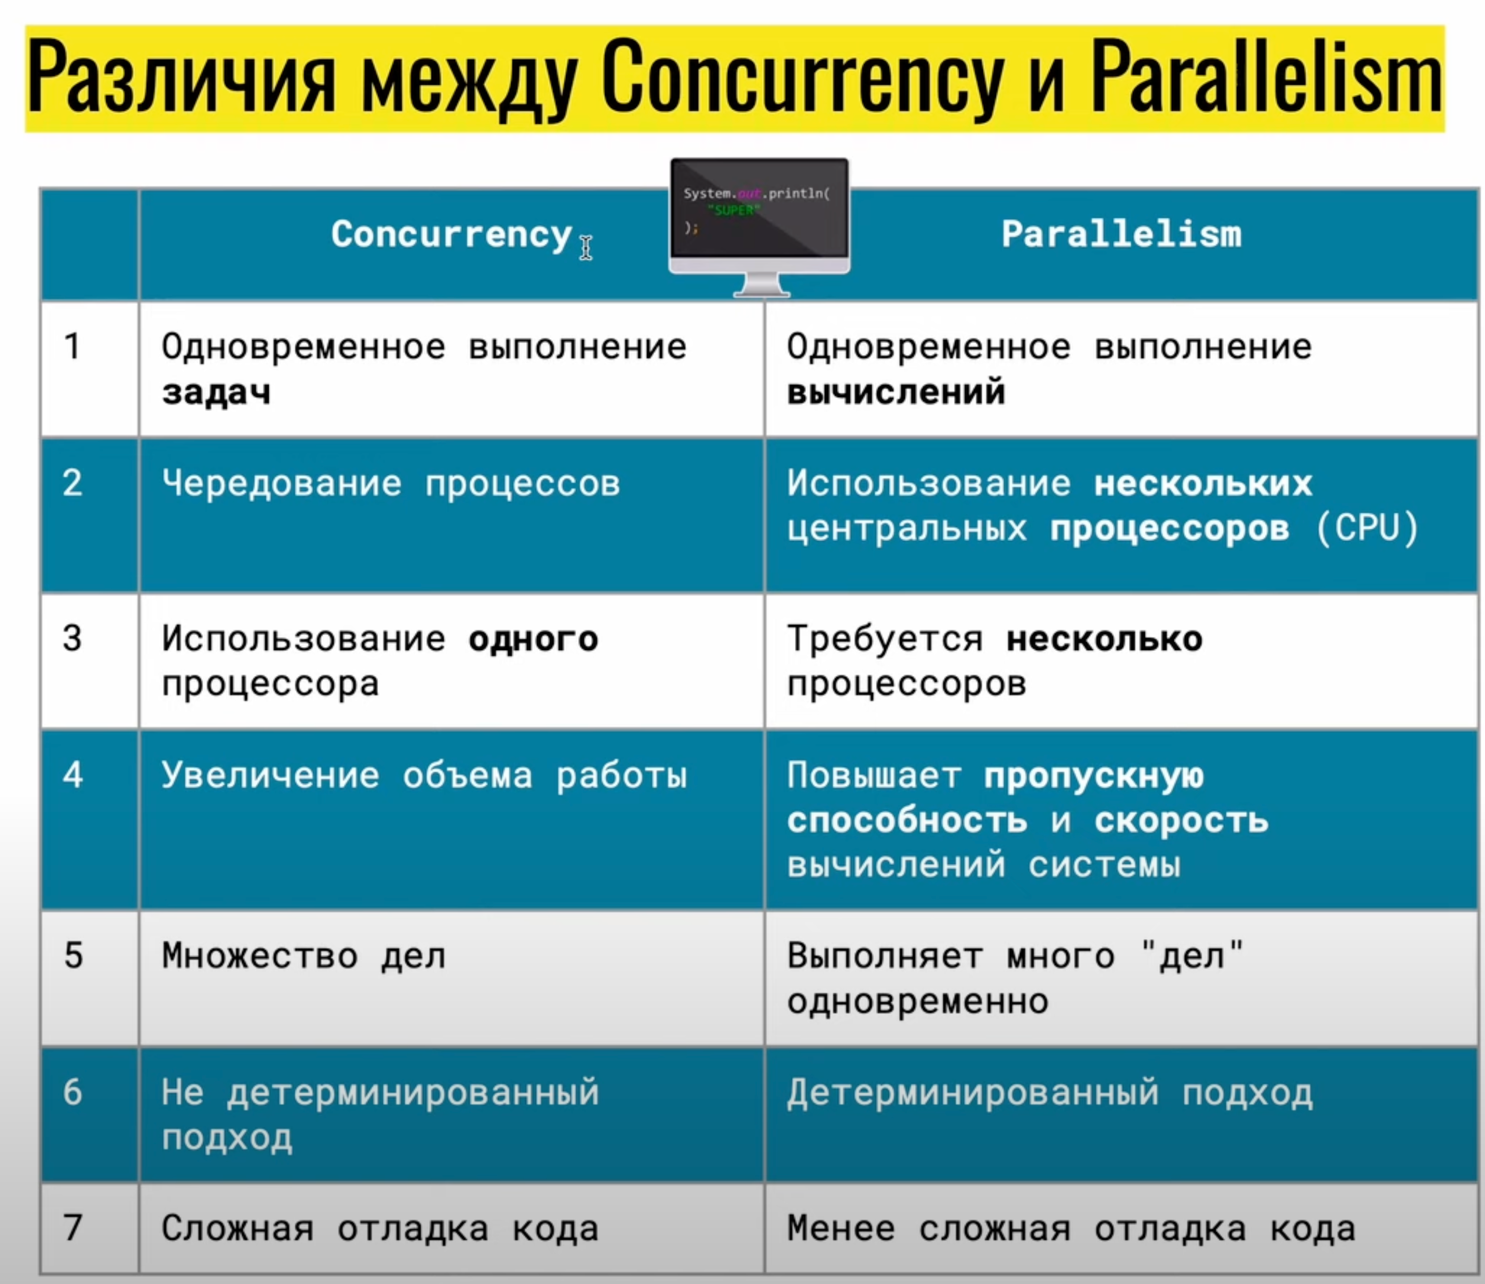 Различия между Concurrency и Parallelism
System.out.println(
"SUPER"
);
Concurrency
Parallelism
1
Одновременное выполнение
задач
Одновременное выполнение
вычислений
2
Чередование процессов
Использование нескольких
центральных процессоров (CPU)
3
Использование одного
процессора
Требуется несколько
процессоров
4
Увеличение объема работы
Повышает пропускную
способность и скорость
вычислений системы
5
Множество дел
Выполняет много "дел"
одновременно
6
Не детерминированный
подход
Детерминированный подход
7
Сложная отладка кода
Менее сложная отладка кода